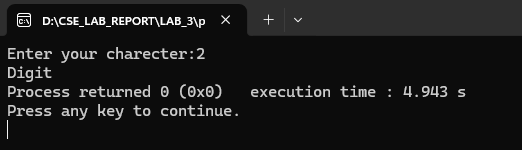 D:\CSE_LAB_REPORT\LAB_3\p
Enter your charecter:2
Digit
Process returned 0 (0x0)   execution time : 4.943 s
Press any key to continue.